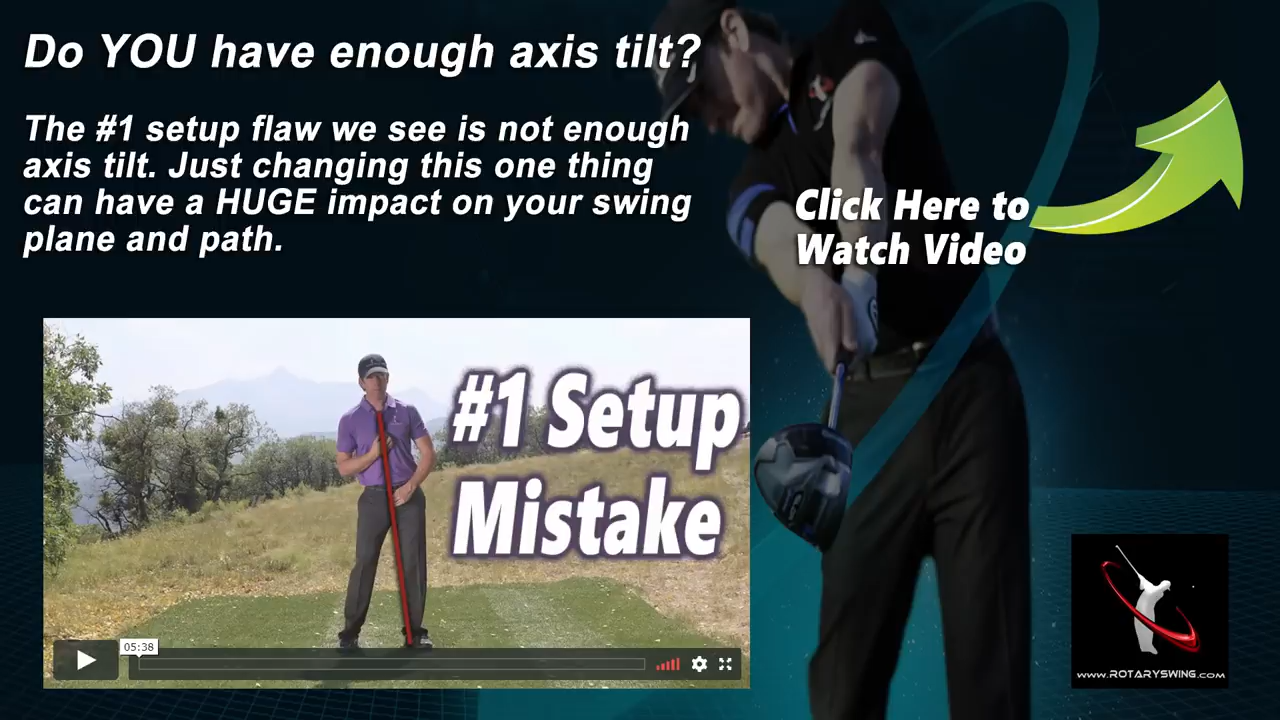 Do YOU have enough axis tilt?
The #1 setup flaw we see is not enough
axis tilt. Just changing this one thing
can have a HUGE impact on your swing
plane and path.
Click Here to
Watch Video
#1 Setup
Mistake
05:38
WWW.ROTARYSWING.COM